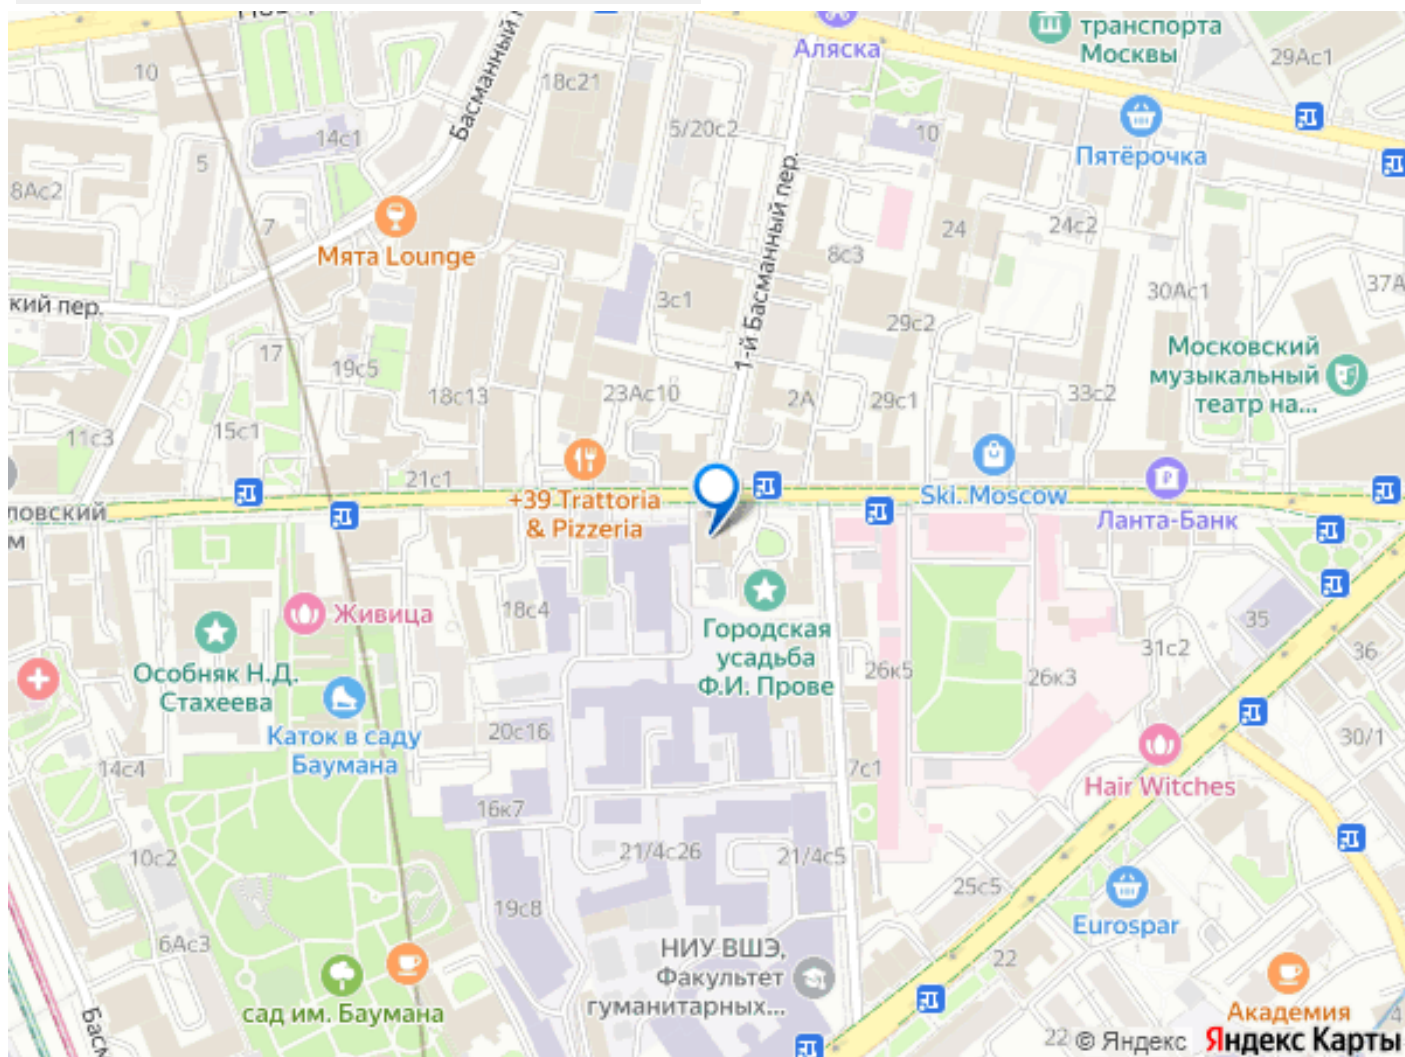 Аляска
транспорта
Москвы
29Ас1
10
18с21
Басманный
14с1
5/20с2
10
Пятёрочка
5
8Ас2
7
Мята Lounge
1-й Басманный пер.
24
24с2
8с3
кий пер.
3с1
30Ас1
37А
29с2
17
19с5
Московский
музыкальный
театр на...
18с13
23Ас10
2А
29с1
33с2
11с3
15с1
21с1
+39 Trattoria
& Pizzeria
Ski.Moscow
Ланта-Банк
ловский
М
18с4
Живица
Городская
усадьба
Ф.И. Прове
35
36
31с2
Особняк Н.Д.
Стахеева
26к5
26к3
Каток в саду
Баумана
20с16
30/1
14с4
7с1
Hair Witches
16к7
10с2
21/4с26
21/4с5
25с5
19с8
Eurospar
6Ас3
НИУ ВШЭ,
Факультет
гуманитарных...
22
сад им. Баумана
Академия
Басм
22
4
© Яндекс
Яндекс Карты